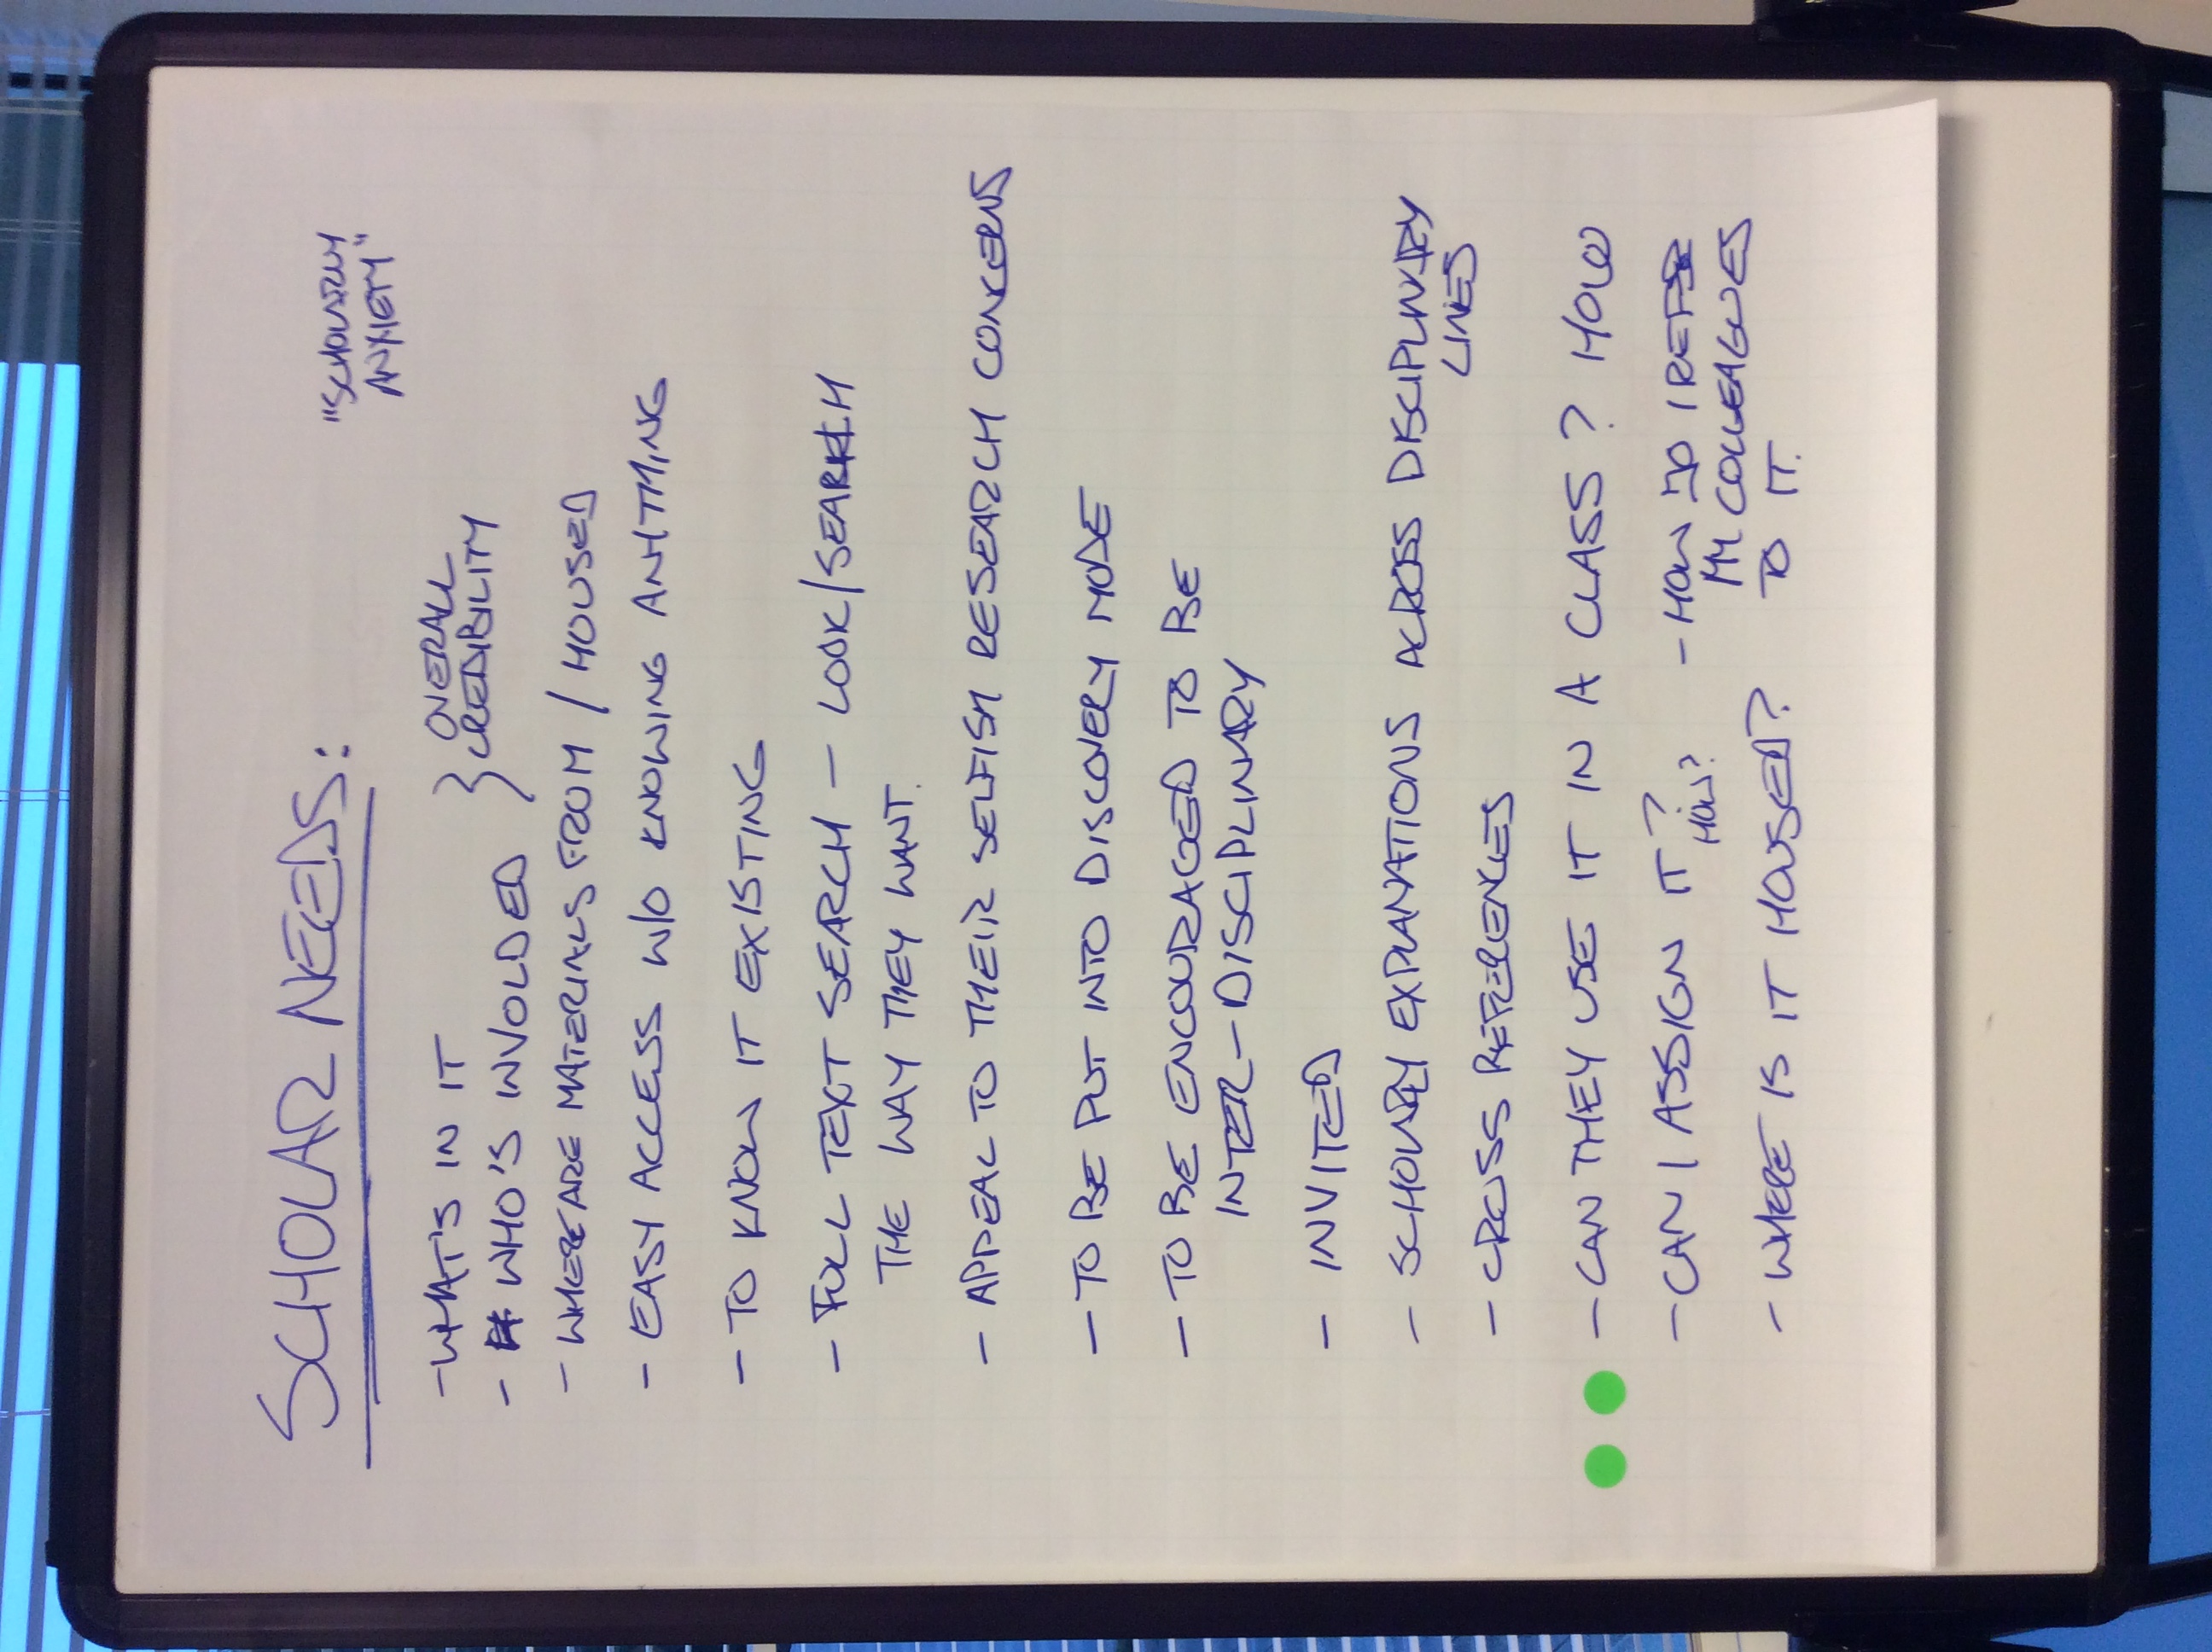 SCHOLAR NEEDS:
"SCHOLARLY
ANXIETY"
- WHAT'S IN IT
- WHO'S INVOLDED
} OVERALL
CREDIBILITY
- WHERE ARE MATERIALS FROM / HOUSED
- EASY ACCESS W/O KNOWING ANYTHING
- TO KNOW IT EXISTING
- FULL TEXT SEARCH - LOOK/SEARCH
THE WAY THEY WANT.
- APPEAL TO THEIR SELFISH RESEARCH CONCERNS
- TO BE PUT INTO DISCOVERY MODE
- TO BE ENCOURAGED TO BE
INTER-DISCIPLINARY
- INVITED
- SCHOLARLY EXPLANATIONS ACROSS DISCIPLINARY
LINES
- CROSS REFERENCES
- CAN THEY USE IT IN A CLASS? HOW
- CAN I ASSIGN IT?
HOW?
- WHERE IS IT HOUSED?
- HOW DO I REFER
MY COLLEAGUES
TO IT.